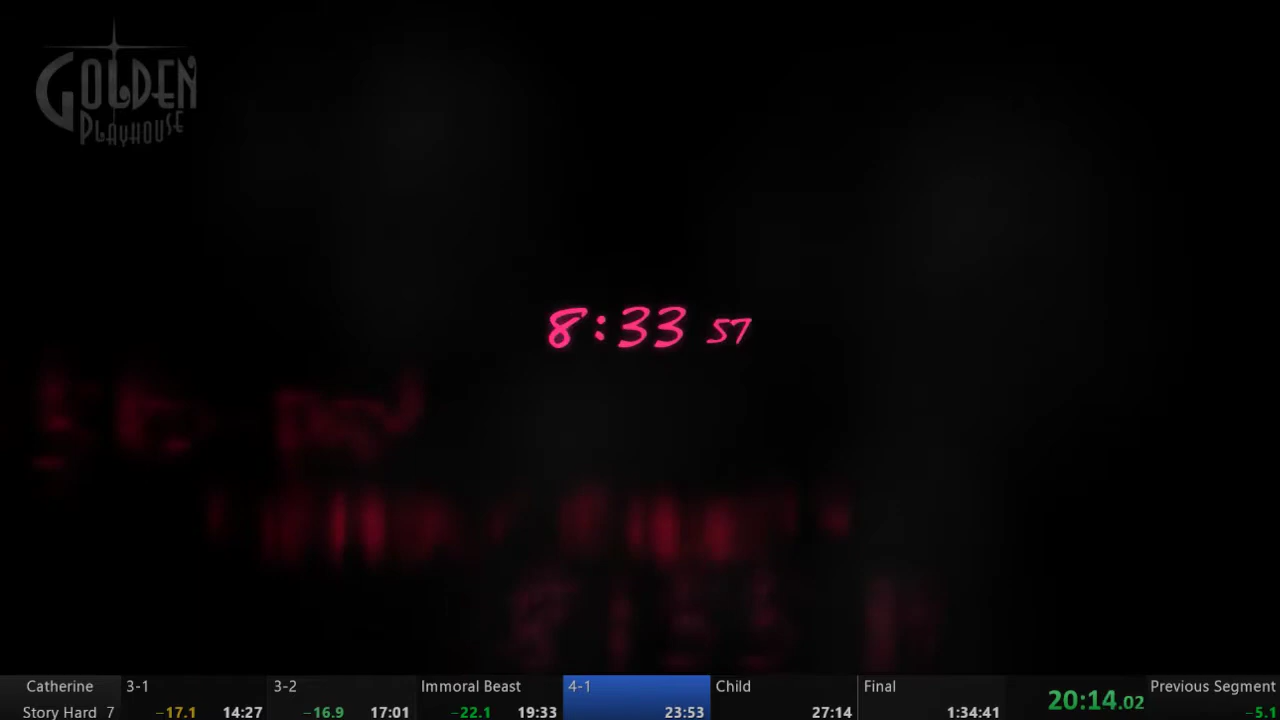 GOLDEN
PLAYHOUSE
8:33 57
Catherine 3-1 3-2 Immoral Beast 4-1 Child Final 20:14.02 Previous Segment
Story Hard 7 −17.1 14:27 −16.9 17:01 −22.1 19:33 23:53 27:14 1:34:41 −5.1